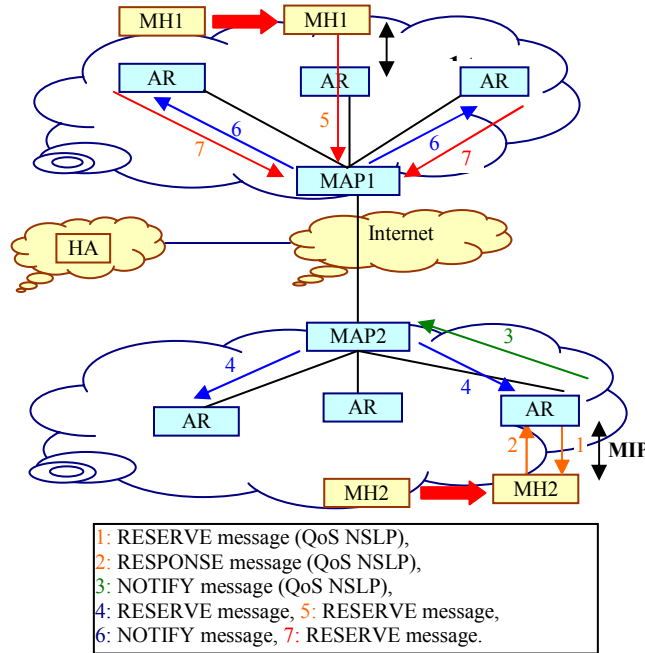 MH1 MH1
AR AR AR
6 5 6
7 7
MAP1
HA Internet
MAP2
3
4 4
AR AR AR
2 1 MIP
MH2 MH2
1: RESERVE message (QoS NSLP),
2: RESPONSE message (QoS NSLP),
3: NOTIFY message (QoS NSLP),
4: RESERVE message, 5: RESERVE message,
6: NOTIFY message, 7: RESERVE message.